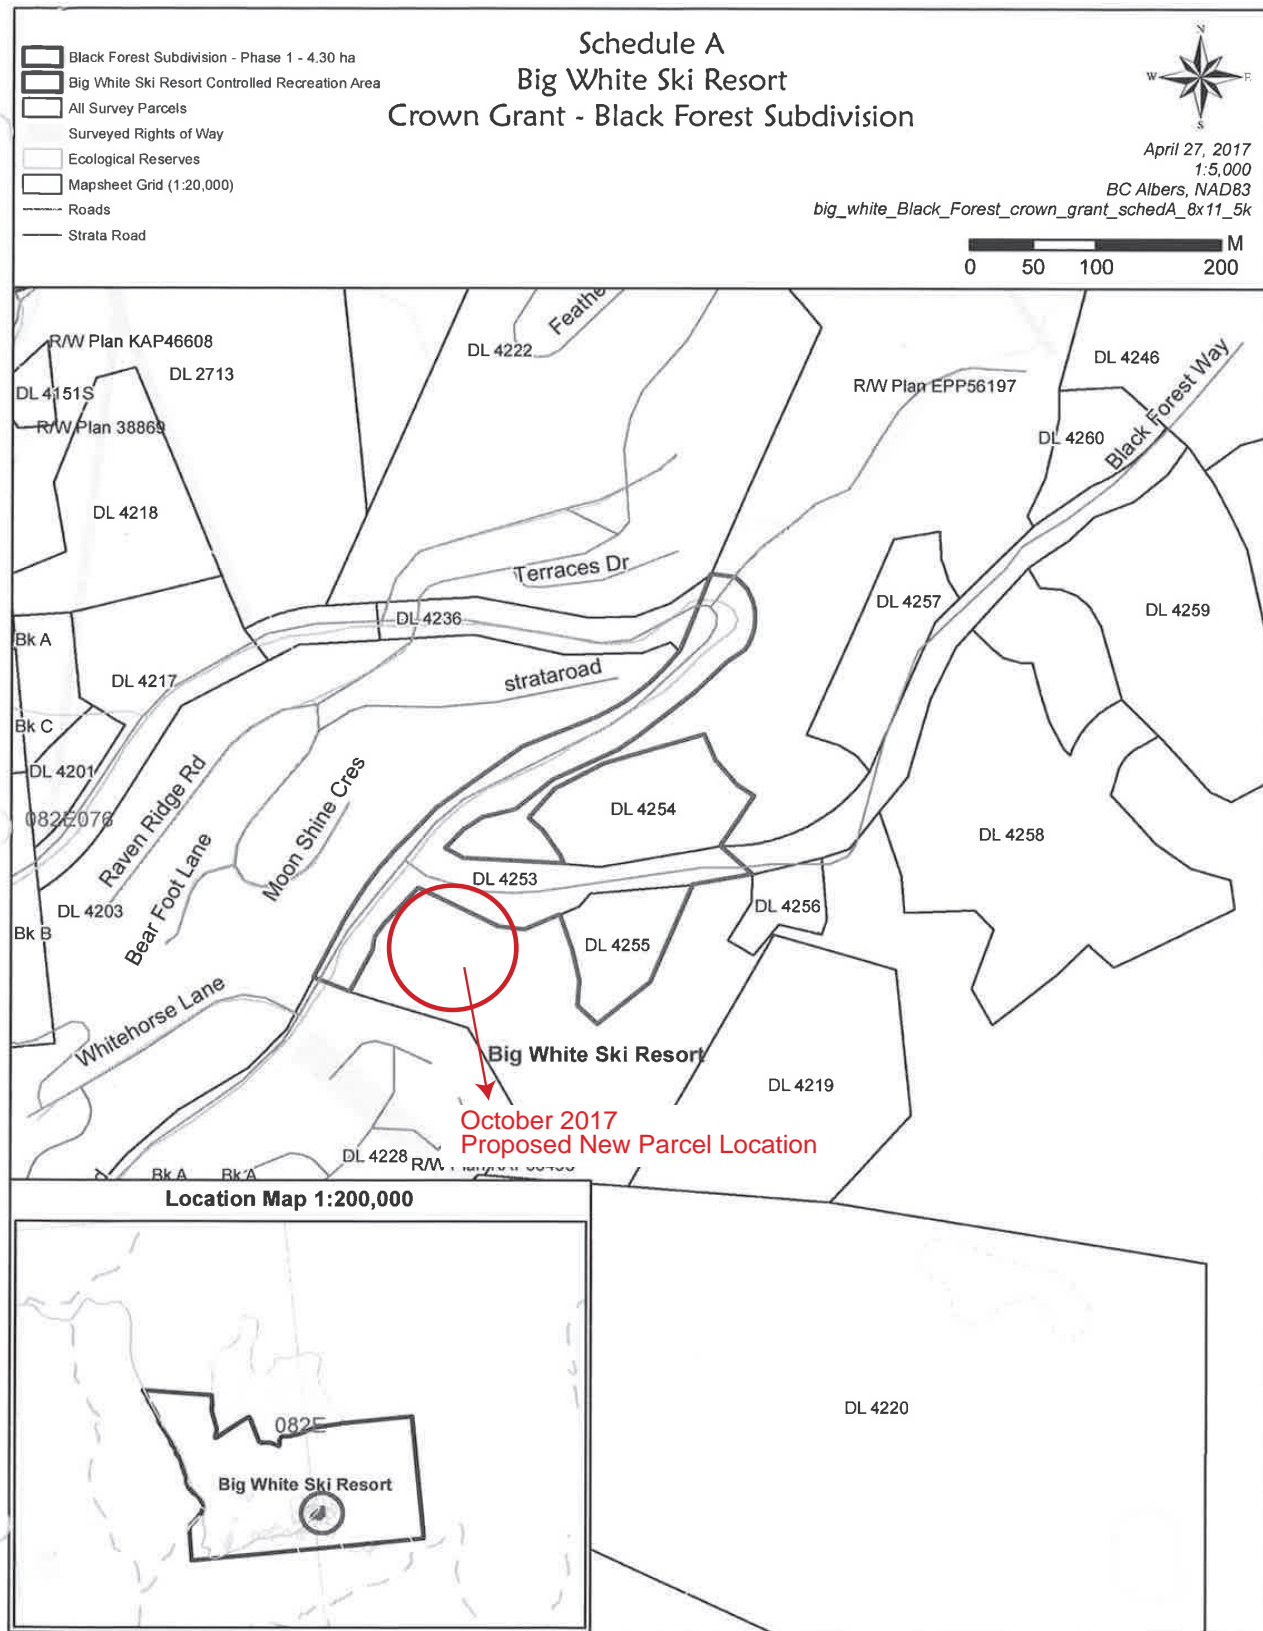 Schedule A
Big White Ski Resort
Crown Grant - Black Forest Subdivision
Black Forest Subdivision - Phase 1 - 4.30 ha
Big White Ski Resort Controlled Recreation Area
All Survey Parcels
Surveyed Rights of Way
Ecological Reserves
Mapsheet Grid (1:20,000)
Roads
Strata Road
N
W
E
S
April 27, 2017
1:5,000
BC Albers, NAD83
big_white_Black_Forest_crown_grant_schedA_8x11_5k
M
0 50 100 200
Feathe
R/W Plan KAP46608
DL 4222
DL 4246
DL 2713
DL 4151S
R/W Plan EPP56197
R/W Plan 38869
DL 4260
Black Forest Way
DL 4218
Terraces Dr
DL 4257
DL 4259
DL 4236
Bk A
strataroad
DL 4217
Bk C
DL 4201
082E076
Raven Ridge Rd
Moon Shine Cres
DL 4254
DL 4258
Bear Foot Lane
DL 4253
DL 4203
DL 4256
Bk B
DL 4255
Whitehorse Lane
Big White Ski Resort
DL 4219
October 2017
Proposed New Parcel Location
DL 4228
R/W
Bk A
Bk A
Location Map 1:200,000
082E
Big White Ski Resort
DL 4220